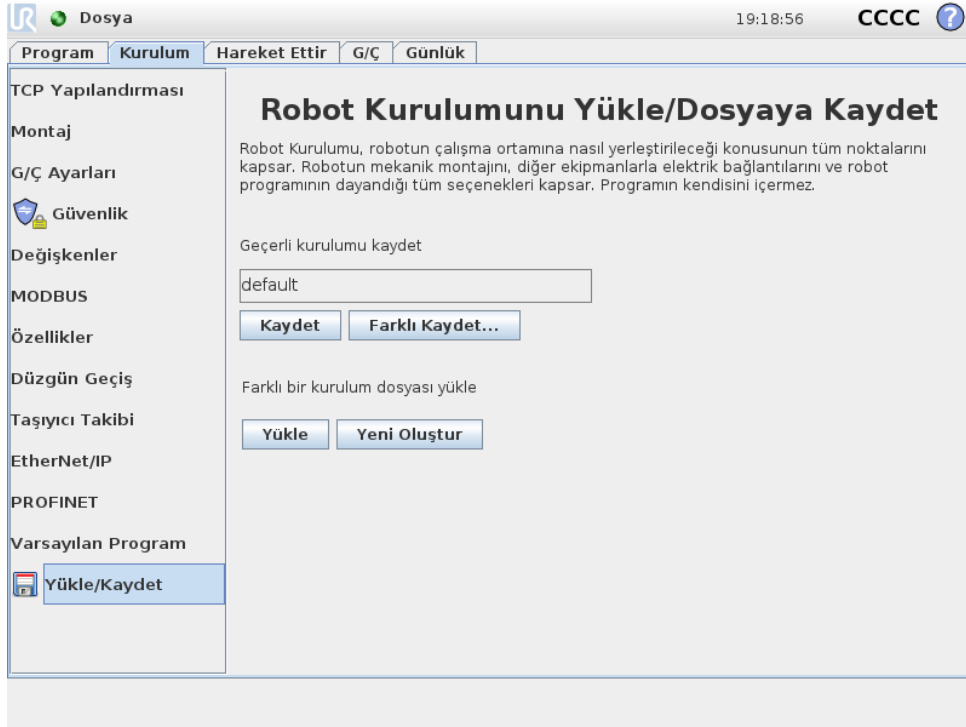 UR Dosya 19:18:56 CCCC ?
Program Kurulum Hareket Ettir G/Ç Günlük
TCP Yapılandırması
Montaj
G/Ç Ayarları
Güvenlik
Değişkenler
MODBUS
Özellikler
Düzgün Geçiş
Taşıyıcı Takibi
EtherNet/IP
PROFINET
Varsayılan Program
Yükle/Kaydet
Robot Kurulumunu Yükle/Dosyaya Kaydet
Robot Kurulumu, robotun çalışma ortamına nasıl yerleştirileceği konusunun tüm noktalarını
kapsar. Robotun mekanik montajını, diğer ekipmanlarla elektrik bağlantılarını ve robot
programının dayandığı tüm seçenekleri kapsar. Programın kendisini içermez.
Geçerli kurulumu kaydet
default
Kaydet Farklı Kaydet...
Farklı bir kurulum dosyası yükle
Yükle Yeni Oluştur